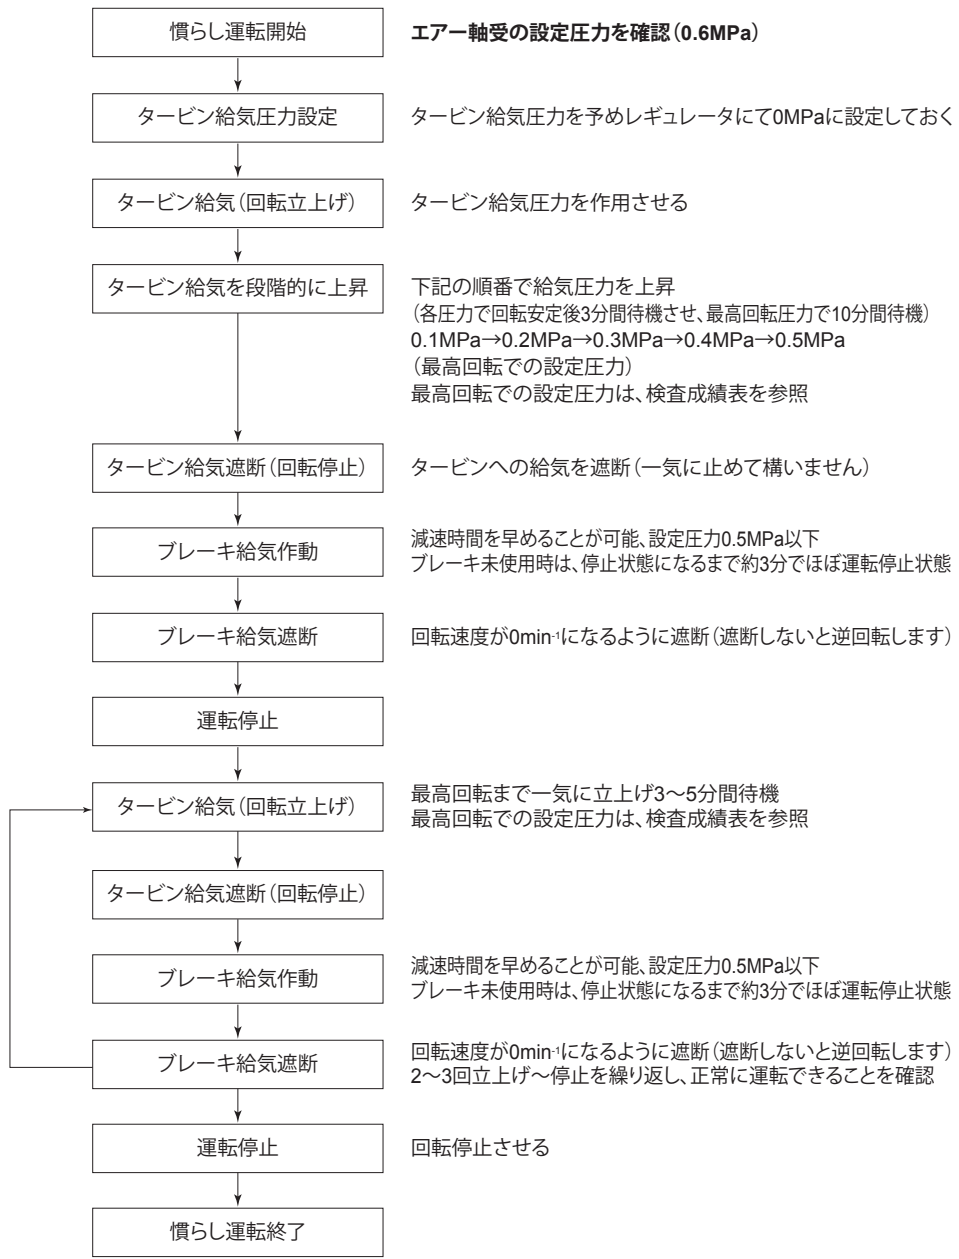 慣らし運転開始
エアー軸受の設定圧力を確認（0.6MPa）
タービン給気圧力設定
タービン給気圧力を予めレギュレータにて0MPaに設定しておく
タービン給気（回転立上げ）
タービン給気圧力を作用させる
タービン給気を段階的に上昇
下記の順番で給気圧力を上昇
（各圧力で回転安定後3分間待機させ、最高回転圧力で10分間待機）
0.1MPa→0.2MPa→0.3MPa→0.4MPa→0.5MPa
（最高回転での設定圧力）
最高回転での設定圧力は、検査成績表を参照
タービン給気遮断（回転停止）
タービンへの給気を遮断（一気に止めて構いません）
ブレーキ給気作動
減速時間を早めることが可能、設定圧力0.5MPa以下
ブレーキ未使用時は、停止状態になるまで約3分でほぼ運転停止状態
ブレーキ給気遮断
回転速度が0min⁻¹になるように遮断（遮断しないと逆回転します）
運転停止
タービン給気（回転立上げ）
最高回転まで一気に立上げ3～5分間待機
最高回転での設定圧力は、検査成績表を参照
タービン給気遮断（回転停止）
ブレーキ給気作動
減速時間を早めることが可能、設定圧力0.5MPa以下
ブレーキ未使用時は、停止状態になるまで約3分でほぼ運転停止状態
ブレーキ給気遮断
回転速度が0min⁻¹になるように遮断（遮断しないと逆回転します）
2～3回立上げ～停止を繰り返し、正常に運転できることを確認
運転停止
回転停止させる
慣らし運転終了